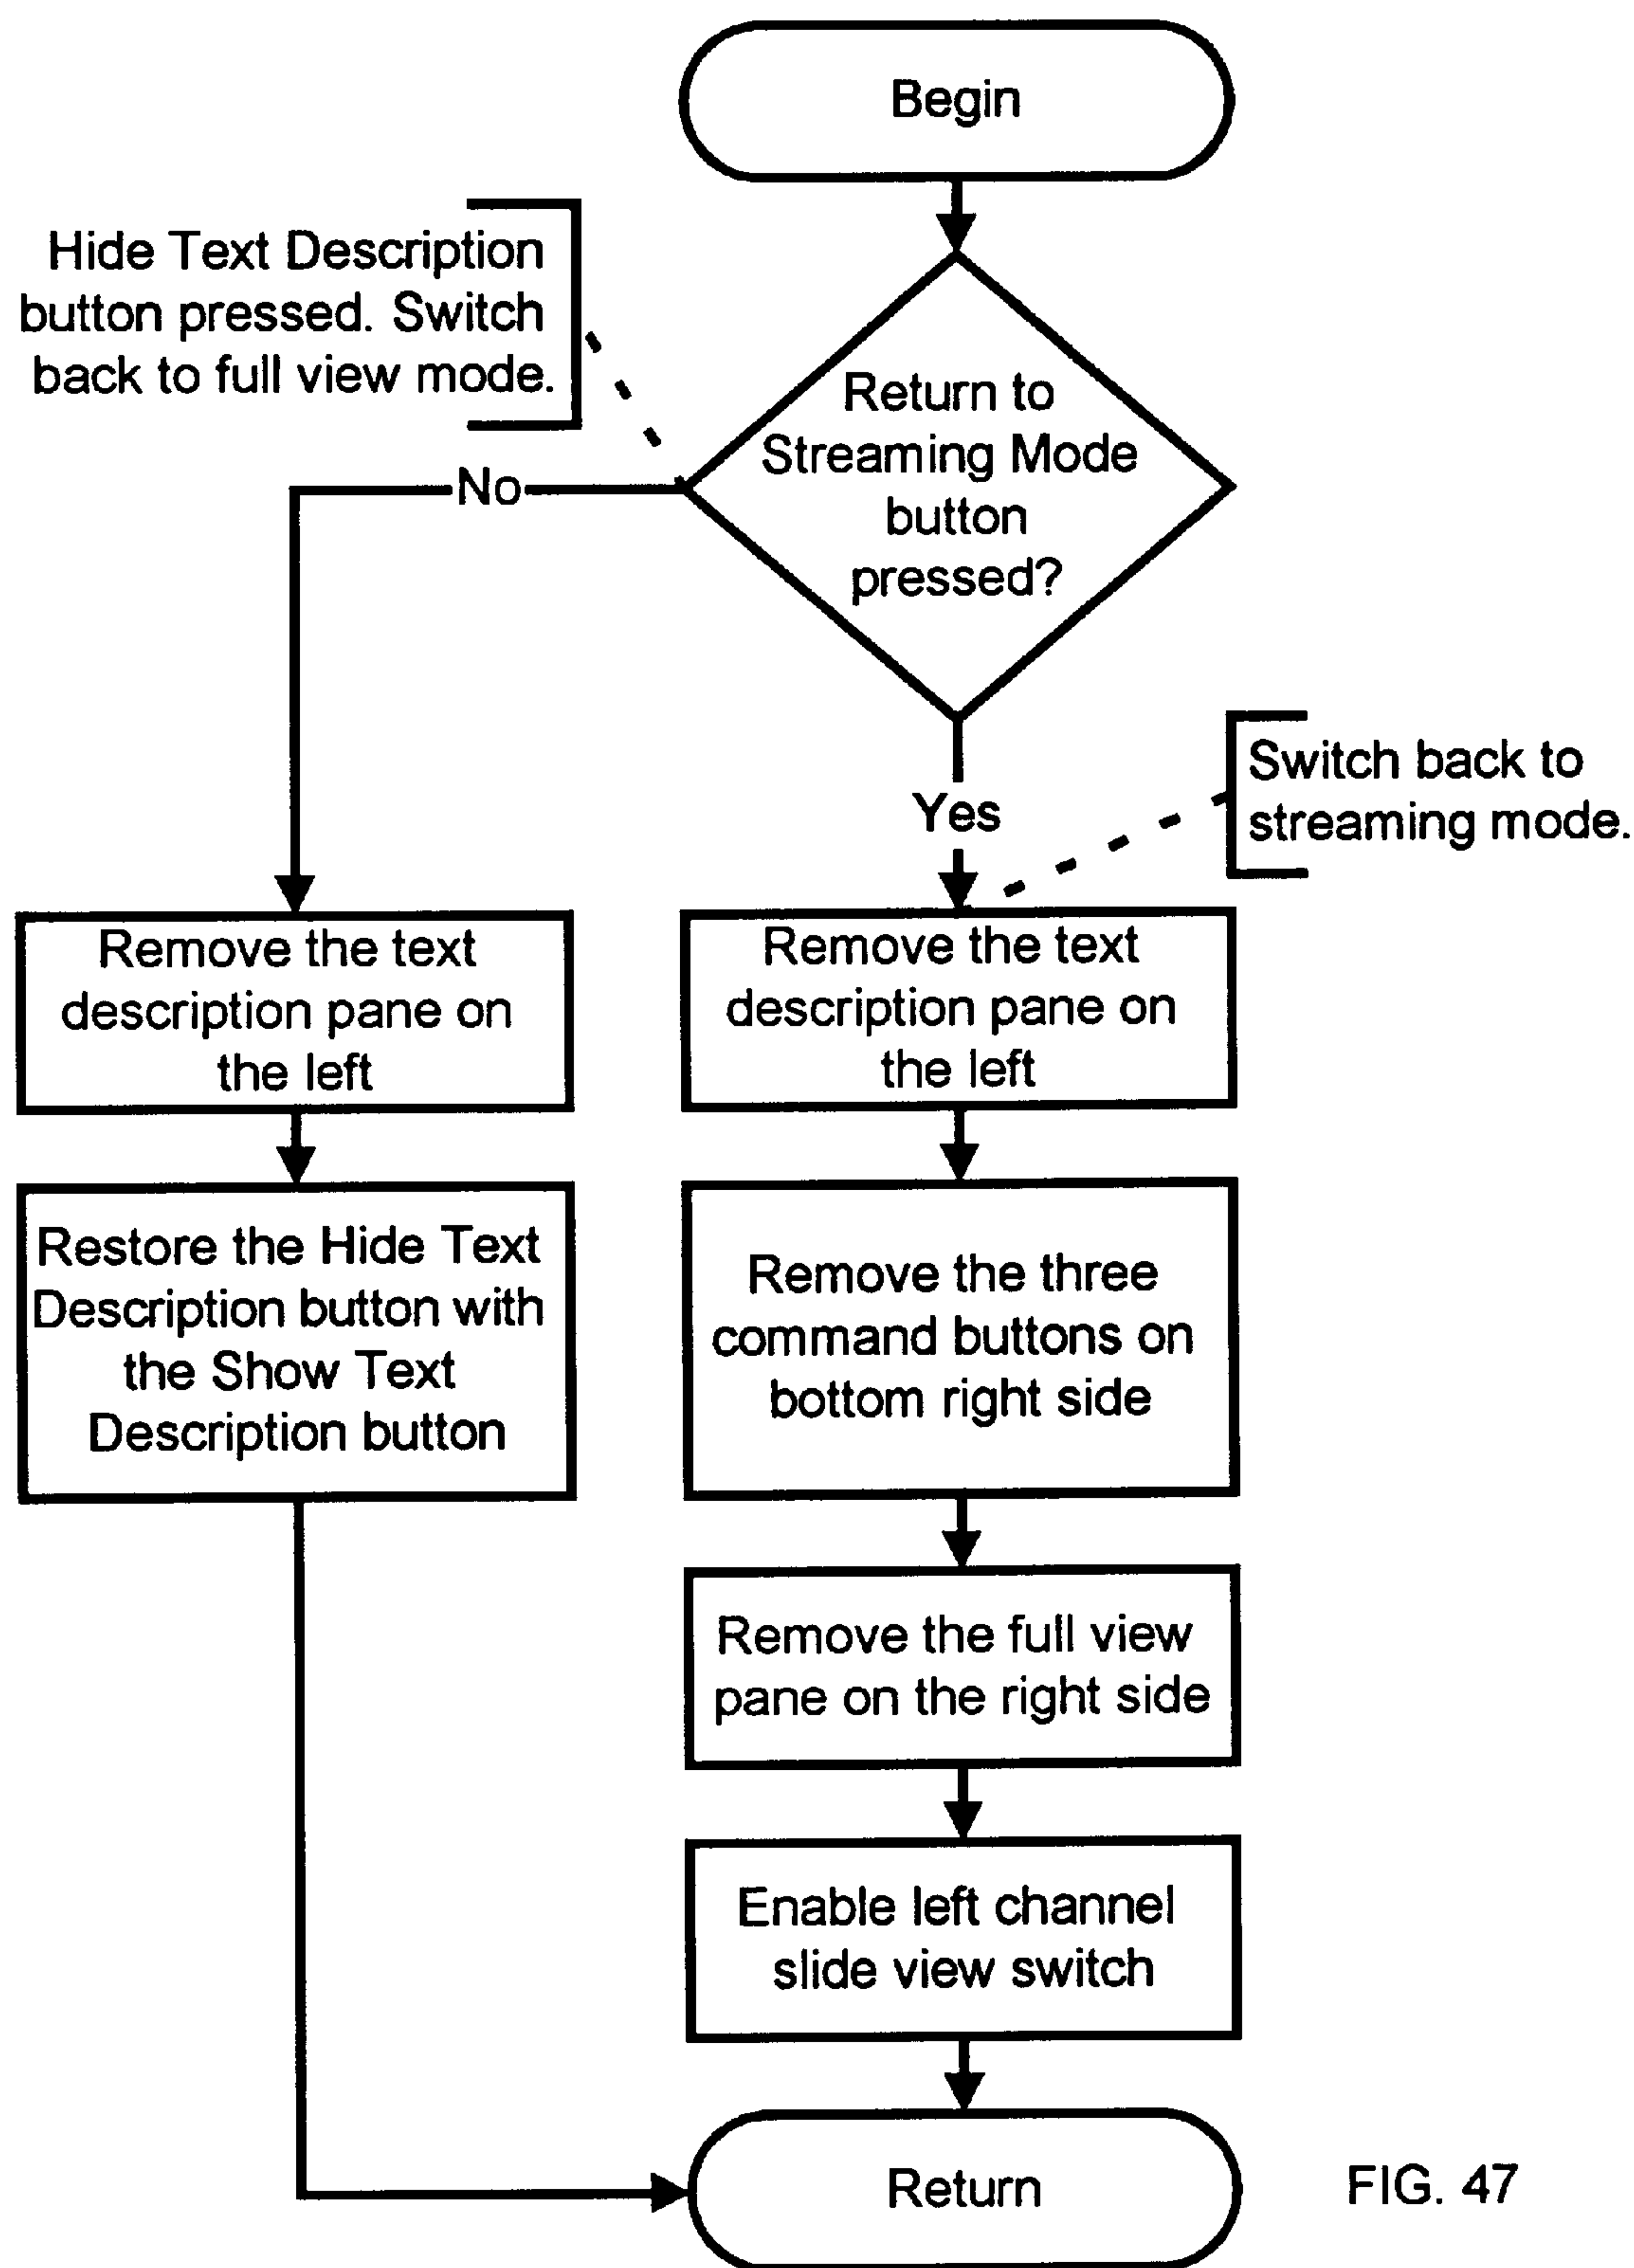 Begin
Hide Text Description
button pressed. Switch
back to full view mode.
Return to
Streaming Mode
button
pressed?
No
Yes
Switch back to
streaming mode.
Remove the text
description pane on
the left
Remove the text
description pane on
the left
Restore the Hide Text
Description button with
the Show Text
Description button
Remove the three
command buttons on
bottom right side
Remove the full view
pane on the right side
Enable left channel
slide view switch
Return
FIG. 47